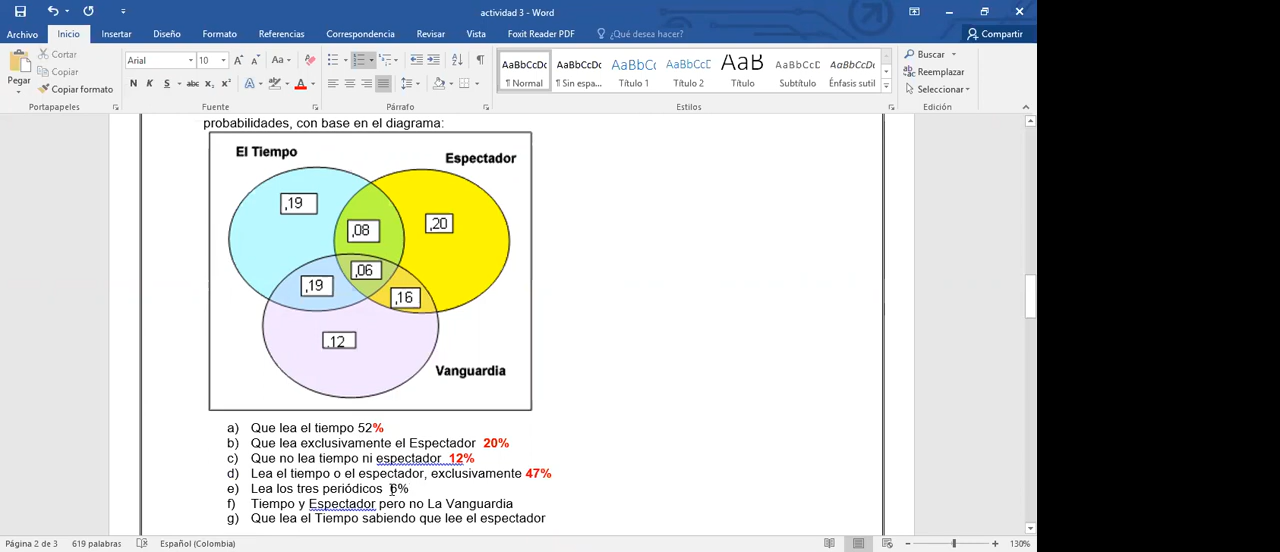 actividad 3 - Word
Archivo Inicio Insertar Diseño Formato Referencias Correspondencia Revisar Vista Foxit Reader PDF ¿Qué desea hacer? Compartir
Pegar
Cortar
Copiar
Copiar formato
Portapapeles
Arial 10
N K S abc
Fuente
Párrafo
AaBbCcDc AaBbCcDc AaBbCc AaBbCcC AaB AaBbCcD AaBbCcDc
¶ Normal ¶ Sin espa... Título 1 Título 2 Título Subtítulo Énfasis sutil
Estilos
Buscar
Reemplazar
Seleccionar
Edición
probabilidades, con base en el diagrama:
El Tiempo
Espectador
,19
,08
,20
,06
,19
,16
.12
Vanguardia
a) Que lea el tiempo 52%
b) Que lea exclusivamente el Espectador 20%
c) Que no lea tiempo ni espectador 12%
d) Lea el tiempo o el espectador, exclusivamente 47%
e) Lea los tres periódicos 6%
f) Tiempo y Espectador pero no La Vanguardia
g) Que lea el Tiempo sabiendo que lee el espectador
Página 2 de 3 619 palabras Español (Colombia) 130%